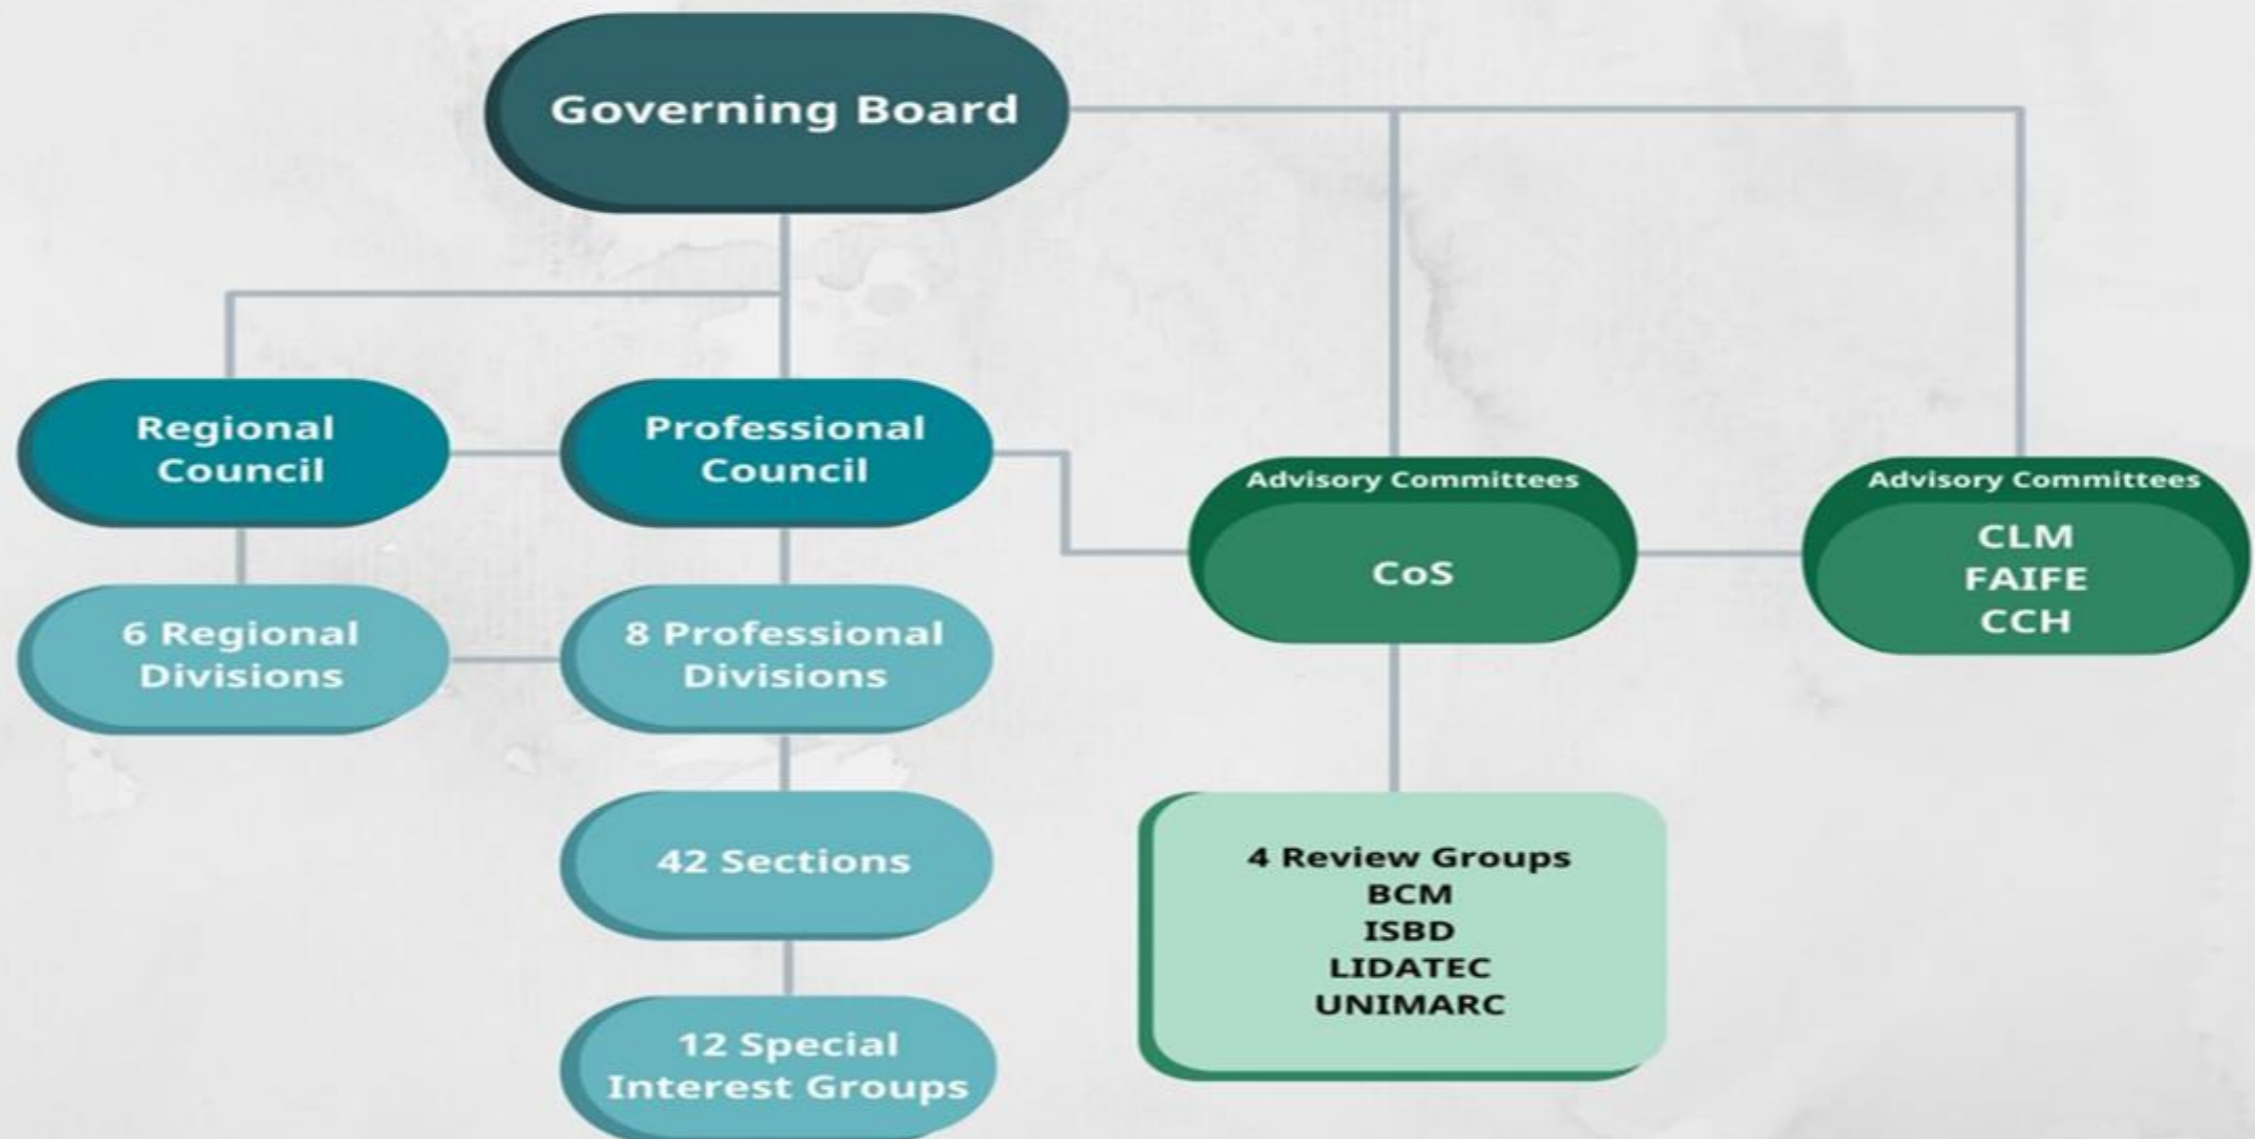 Governing Board
Regional
Council
Professional
Council
Advisory Committees
CoS
Advisory Committees
CLM
FAIFE
CCH
6 Regional
Divisions
8 Professional
Divisions
42 Sections
4 Review Groups
BCM
ISBD
LIDATEC
UNIMARC
12 Special
Interest Groups